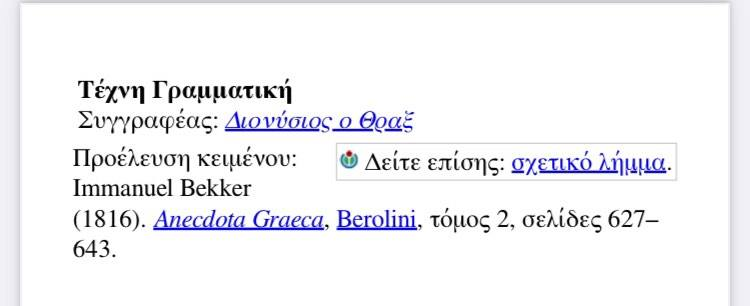 Τέχνη Γραμματική
Συγγραφέας: Διονύσιος ο Θραξ
Προέλευση κειμένου:
Δείτε επίσης: σχετικό λήμμα.
Immanuel Bekker
(1816). Anecdota Graeca, Berolini, τόμος 2, σελίδες 627–
643.